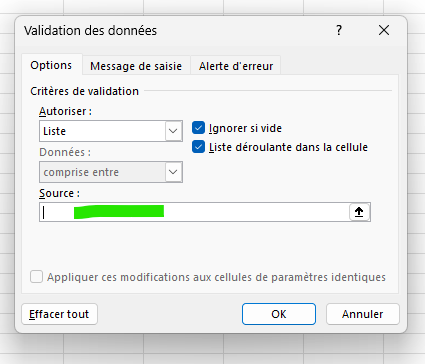 Validation des données
Options
Message de saisie
Alerte d'erreur
Critères de validation
Autoriser :
Liste
Ignorer si vide
Liste déroulante dans la cellule
Données :
comprise entre
Source :
Appliquer ces modifications aux cellules de paramètres identiques
Effacer tout
OK
Annuler